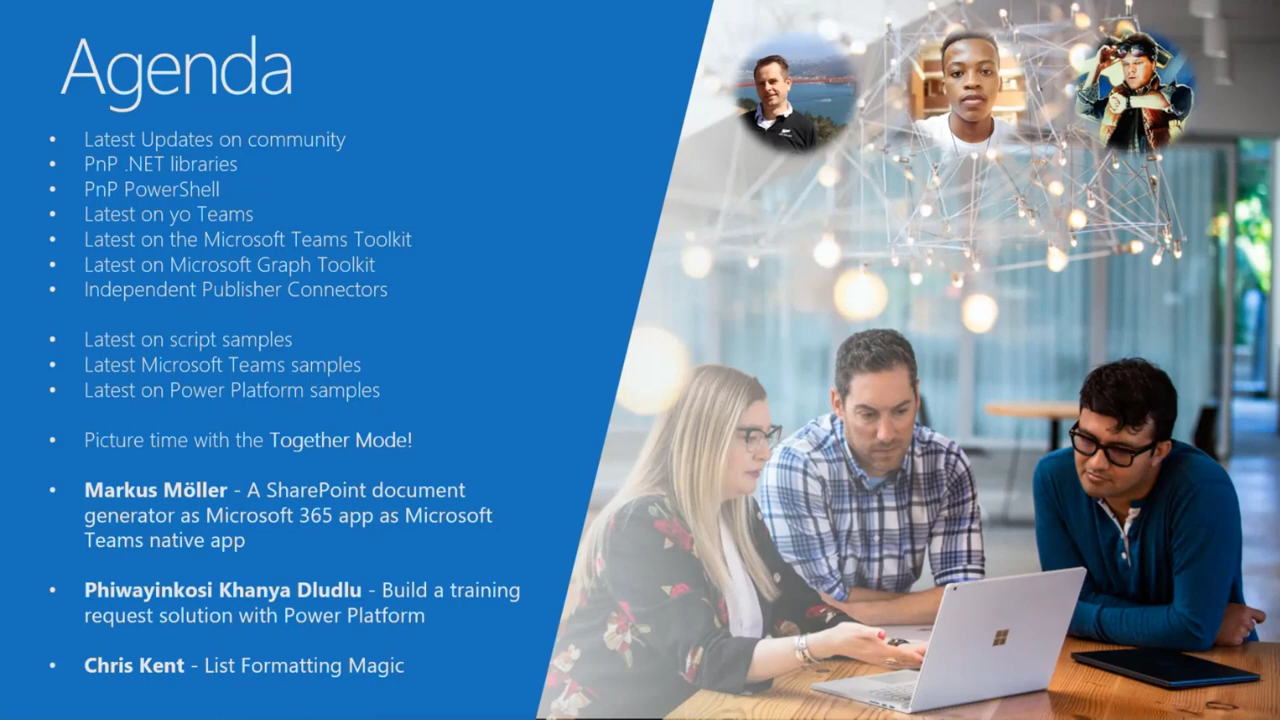 Agenda
• Latest Updates on community
• PnP .NET libraries
• PnP PowerShell
• Latest on yo Teams
• Latest on the Microsoft Teams Toolkit
• Latest on Microsoft Graph Toolkit
• Independent Publisher Connectors
• Latest on script samples
• Latest Microsoft Teams samples
• Latest on Power Platform samples
• Picture time with the Together Mode!
• Markus Möller - A SharePoint document
generator as Microsoft 365 app as Microsoft
Teams native app
• Phiwayinkosi Khanya Dludlu - Build a training
request solution with Power Platform
• Chris Kent - List Formatting Magic